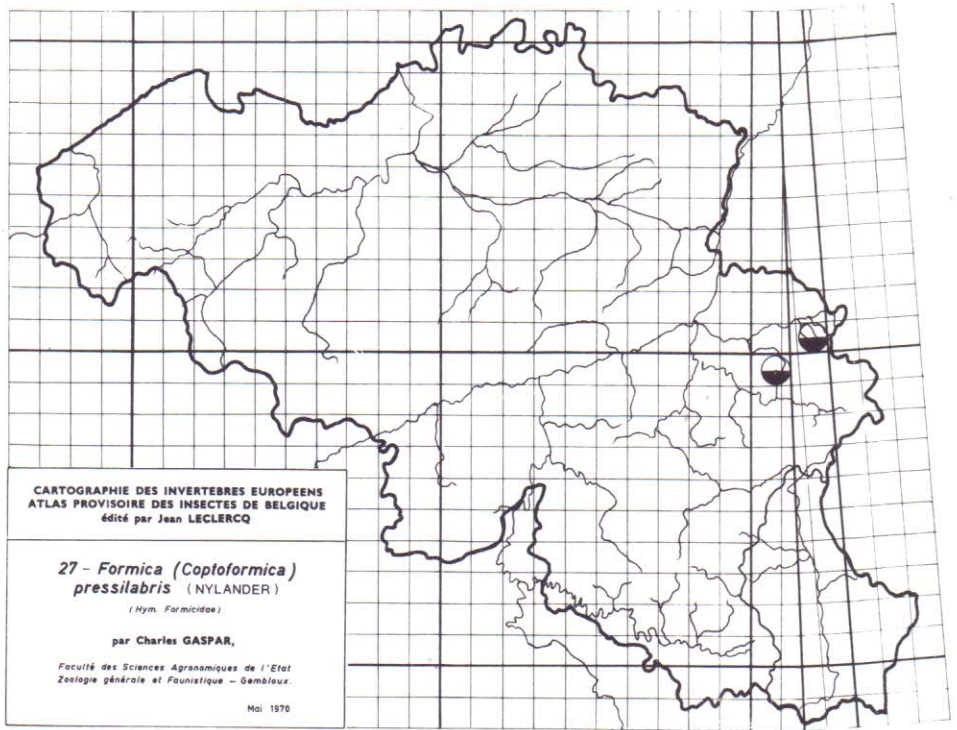 CARTOGRAPHIE DES INVERTEBRES EUROPEENS
ATLAS PROVISOIRE DES INSECTES DE BELGIQUE
édité par Jean LECLERCQ
27 - Formica (Coptoformica)
pressilabris (NYLANDER)
(Hym. Formicidae)
par Charles GASPAR,
Faculté des Sciences Agronomiques de l'Etat
Zoologie générale et Faunistique - Gembloux.
Mai 1970